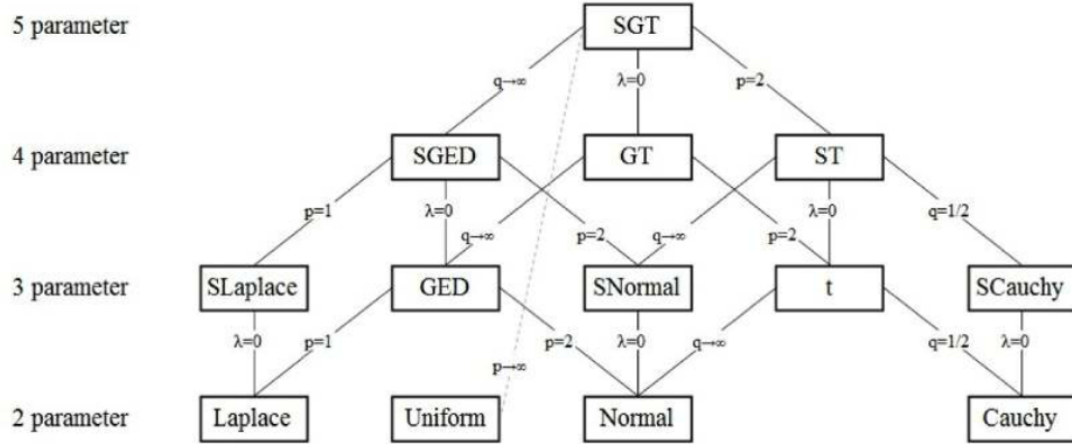 5 parameter SGT
q→∞ λ=0 p=2
4 parameter SGED GT ST
p=1 λ=0 q→∞ p=2 q→∞ p=2 λ=0 q=1/2
3 parameter SLaplace GED SNormal t SCauchy
λ=0 p=1 p→∞ p=2 λ=0 q→∞ q=1/2 λ=0
2 parameter Laplace Uniform Normal Cauchy